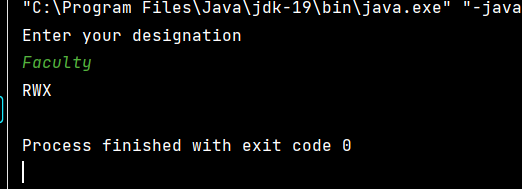 "C:\Program Files\Java\jdk-19\bin\java.exe" "-java
Enter your designation
Faculty
RWX
Process finished with exit code 0